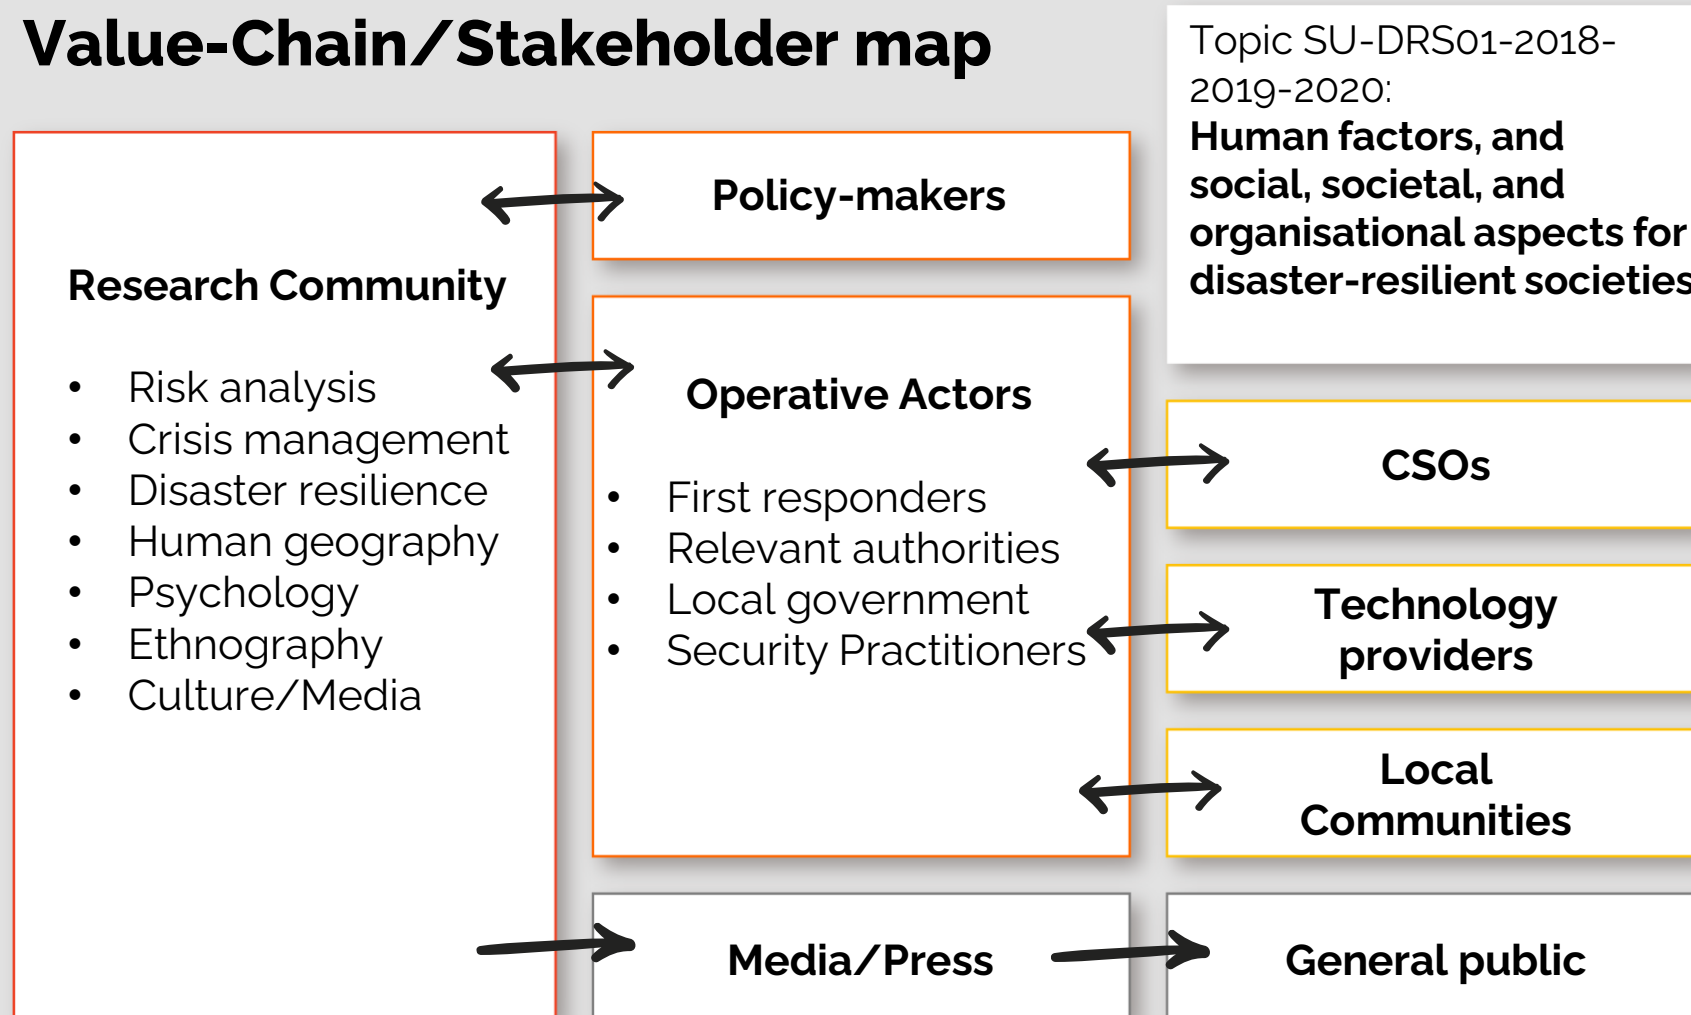 Value-Chain/Stakeholder map
Topic SU-DRS01-2018-
2019-2020:
Human factors, and
social, societal, and
organisational aspects for
disaster-resilient societies
Research Community
• Risk analysis
• Crisis management
• Disaster resilience
• Human geography
• Psychology
• Ethnography
• Culture/Media
Policy-makers
Operative Actors
• First responders
• Relevant authorities
• Local government
• Security Practitioners
CSOs
Technology
providers
Local
Communities
Media/Press
General public